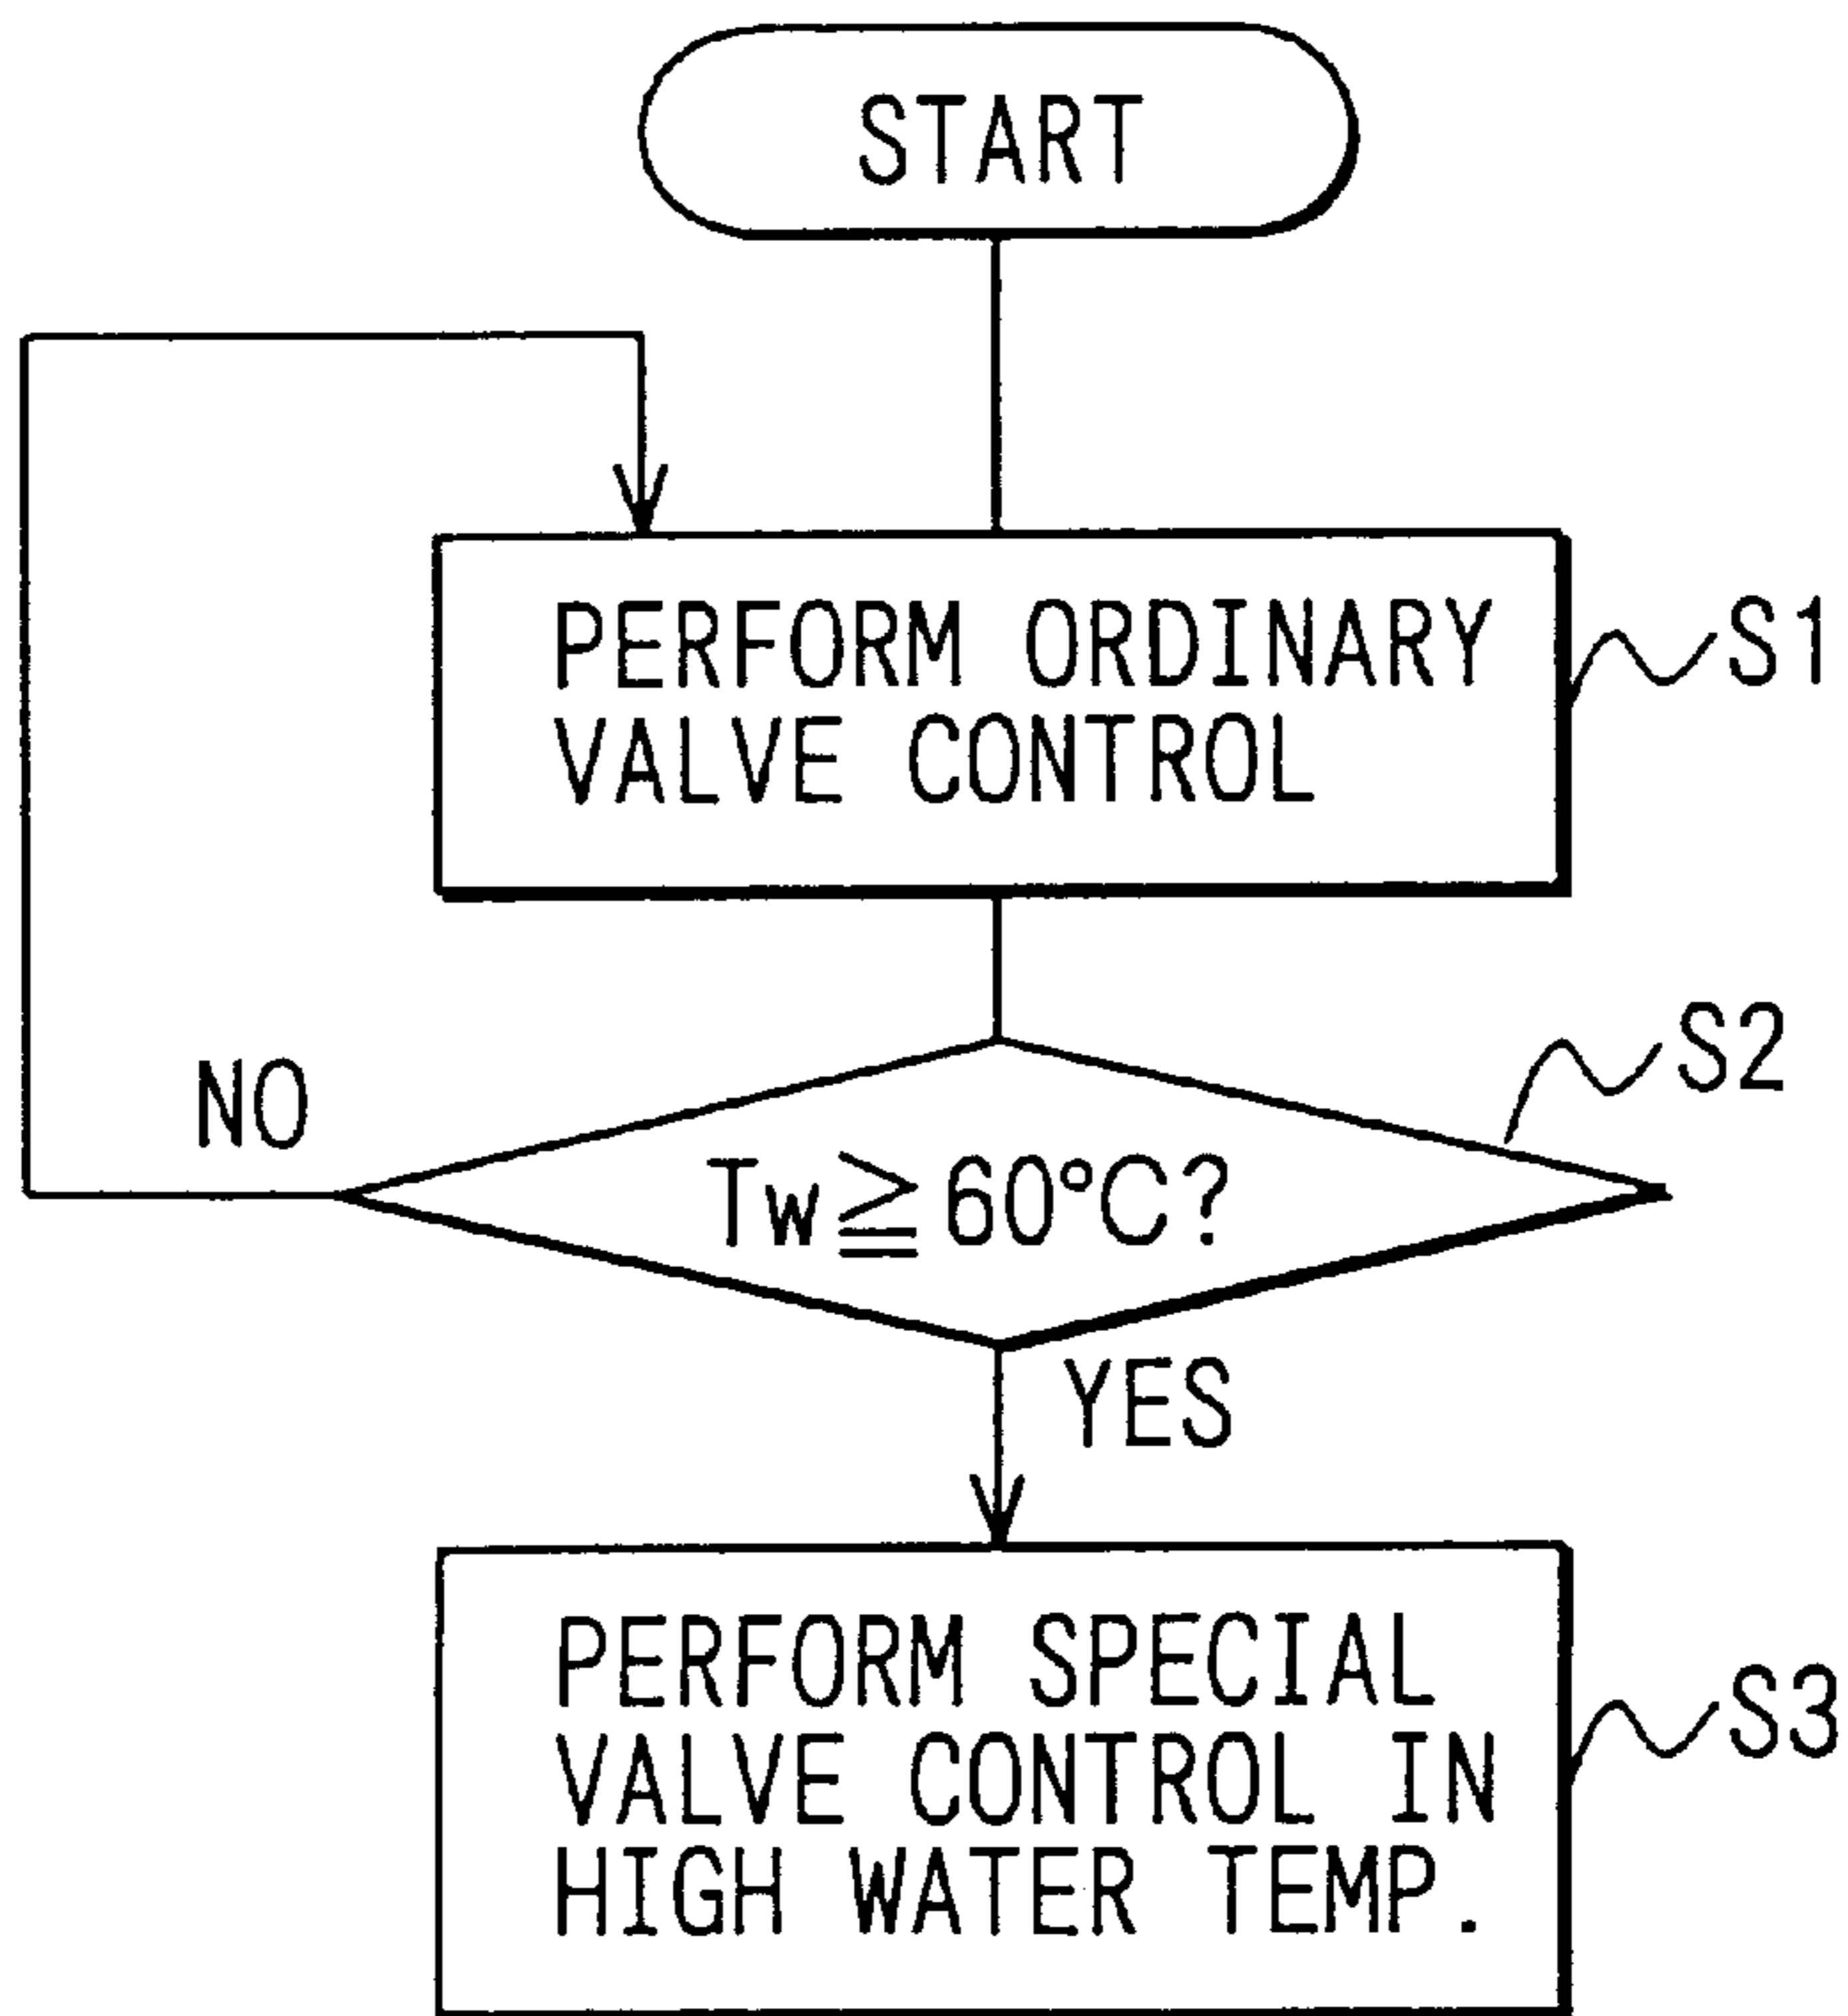 START
PERFORM ORDINARY
VALVE CONTROL
S1
S2
NO
Tw≧60°C?
YES
PERFORM SPECIAL
VALVE CONTROL IN
HIGH WATER TEMP.
S3